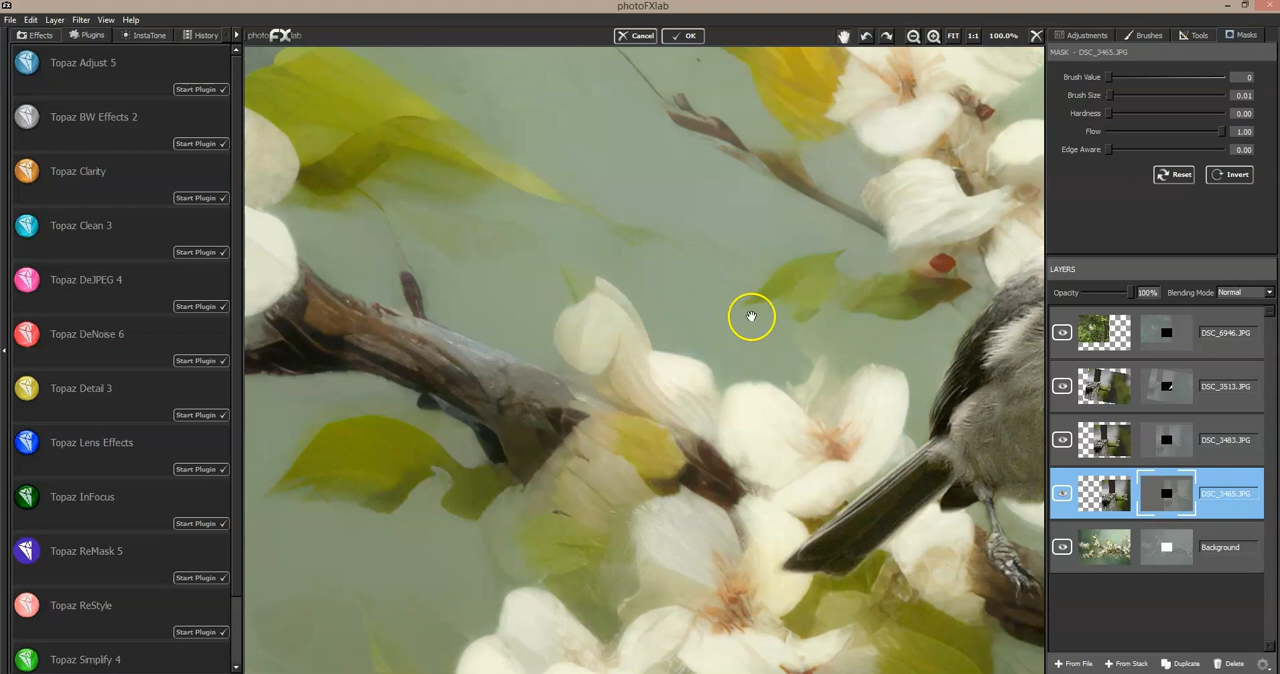 photoFXlab
File Edit Layer Filter View Help
Effects Plugins InstaTone History
photoFXlab
Cancel OK
FIT 1:1 100.0%
Adjustments Brushes Tools Masks
MASK - DSC_3465.JPG
Topaz Adjust 5
Start Plugin
Topaz BW Effects 2
Start Plugin
Topaz Clarity
Start Plugin
Topaz Clean 3
Start Plugin
Topaz DeJPEG 4
Start Plugin
Topaz DeNoise 6
Start Plugin
Topaz Detail 3
Start Plugin
Topaz Lens Effects
Start Plugin
Topaz InFocus
Start Plugin
Topaz ReMask 5
Start Plugin
Topaz ReStyle
Start Plugin
Topaz Simplify 4
Brush Value 0
Brush Size 0.01
Hardness 0.00
Flow 1.00
Edge Aware 0.00
Reset Invert
LAYERS
Opacity 100% Blending Mode Normal
DSC_6946.JPG
DSC_3513.JPG
DSC_3483.JPG
DSC_3465.JPG
Background
From File From Stack Duplicate Delete